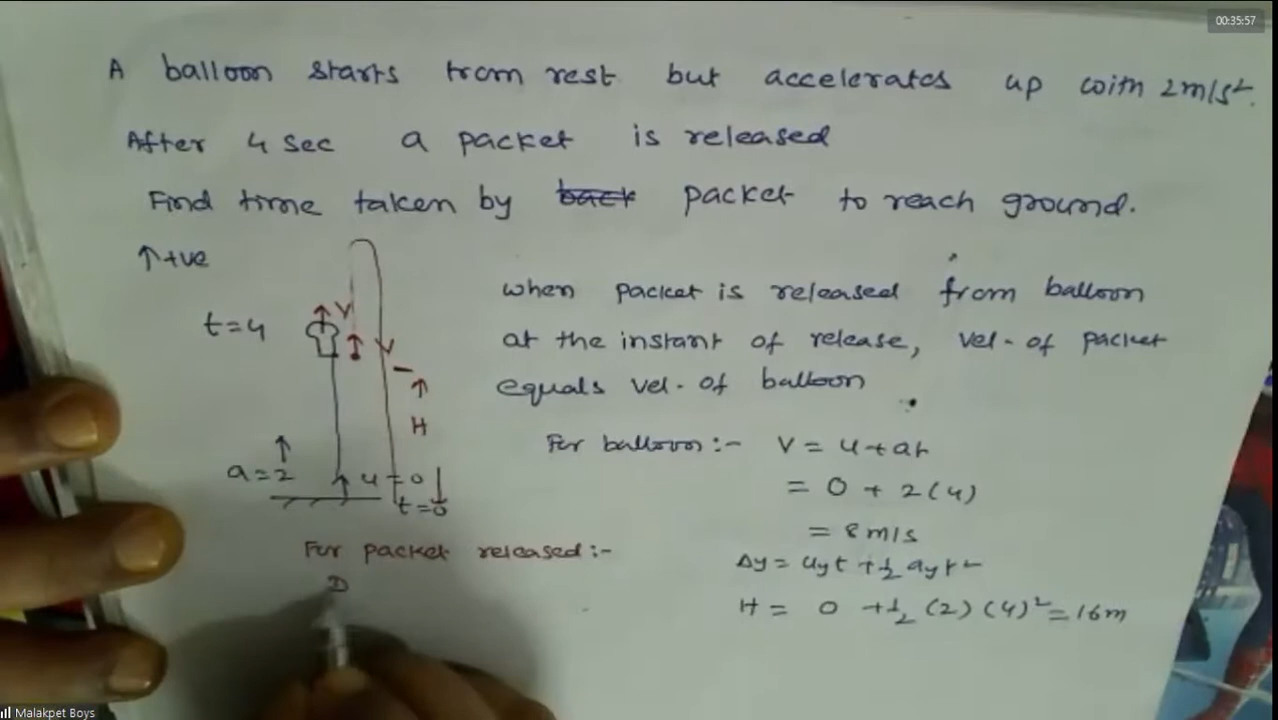 00:35:57
A balloon starts from rest but accelerates up with 2m/s².
After 4 sec a packet is released
Find time taken by back packet to reach ground.
↑+ve
t=4
V
H
a=2
u=0
t=0
when packet is released from balloon
at the instant of release, vel. of packet
equals vel. of balloon
For balloon :- V = u+at
= 0 + 2(4)
= 8m/s
Δy = uyt + ½ ayt²
H = 0 + ½ (2) (4)² = 16m
For packet released :-
Malakpet Boys